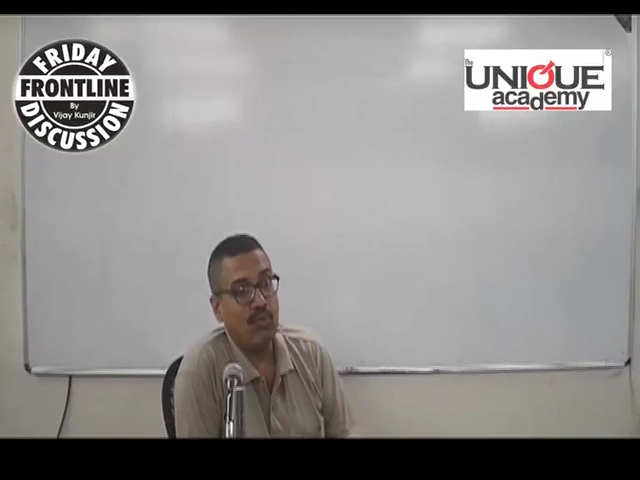 FRIDAY
FRONTLINE
By
Vijay Kunjir
DISCUSSION
The
UNIQUE
academy